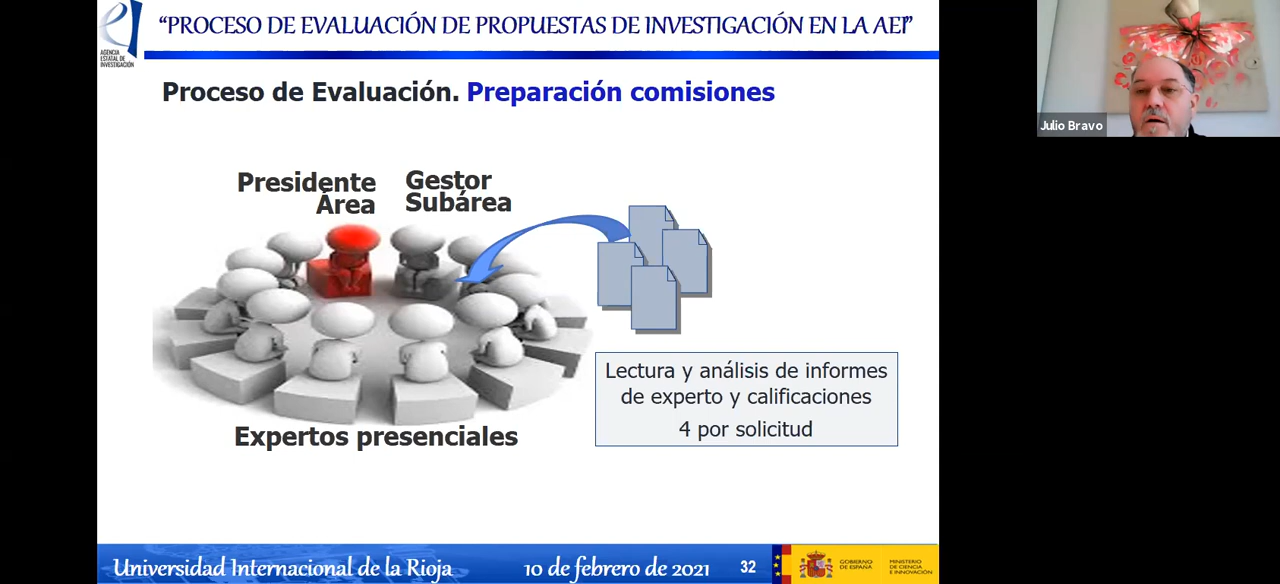 “PROCESO DE EVALUACIÓN DE PROPUESTAS DE INVESTIGACIÓN EN LA AEI”
AGENCIA
ESTATAL DE
INVESTIGACIÓN
Proceso de Evaluación. Preparación comisiones
Julio Bravo
Presidente
Área
Gestor
Subárea
Lectura y análisis de informes
de experto y calificaciones
4 por solicitud
Expertos presenciales
Universidad Internacional de la Rioja
10 de febrero de 2021
32
GOBIERNO
DE ESPAÑA
MINISTERIO
DE CIENCIA
E INNOVACIÓN